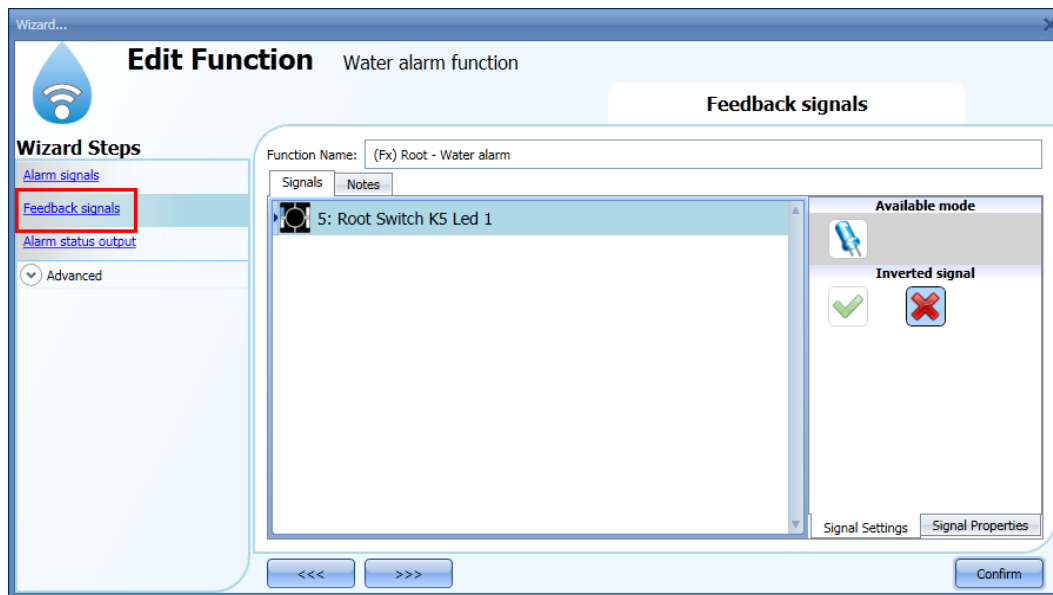 Wizard...
Edit Function Water alarm function
Feedback signals
Wizard Steps
Alarm signals
Feedback signals
Alarm status output
Advanced
Function Name: (Fx) Root - Water alarm
Signals Notes
5: Root Switch K5 Led 1
Available mode
Inverted signal
Signal Settings Signal Properties
<<< >>> Confirm